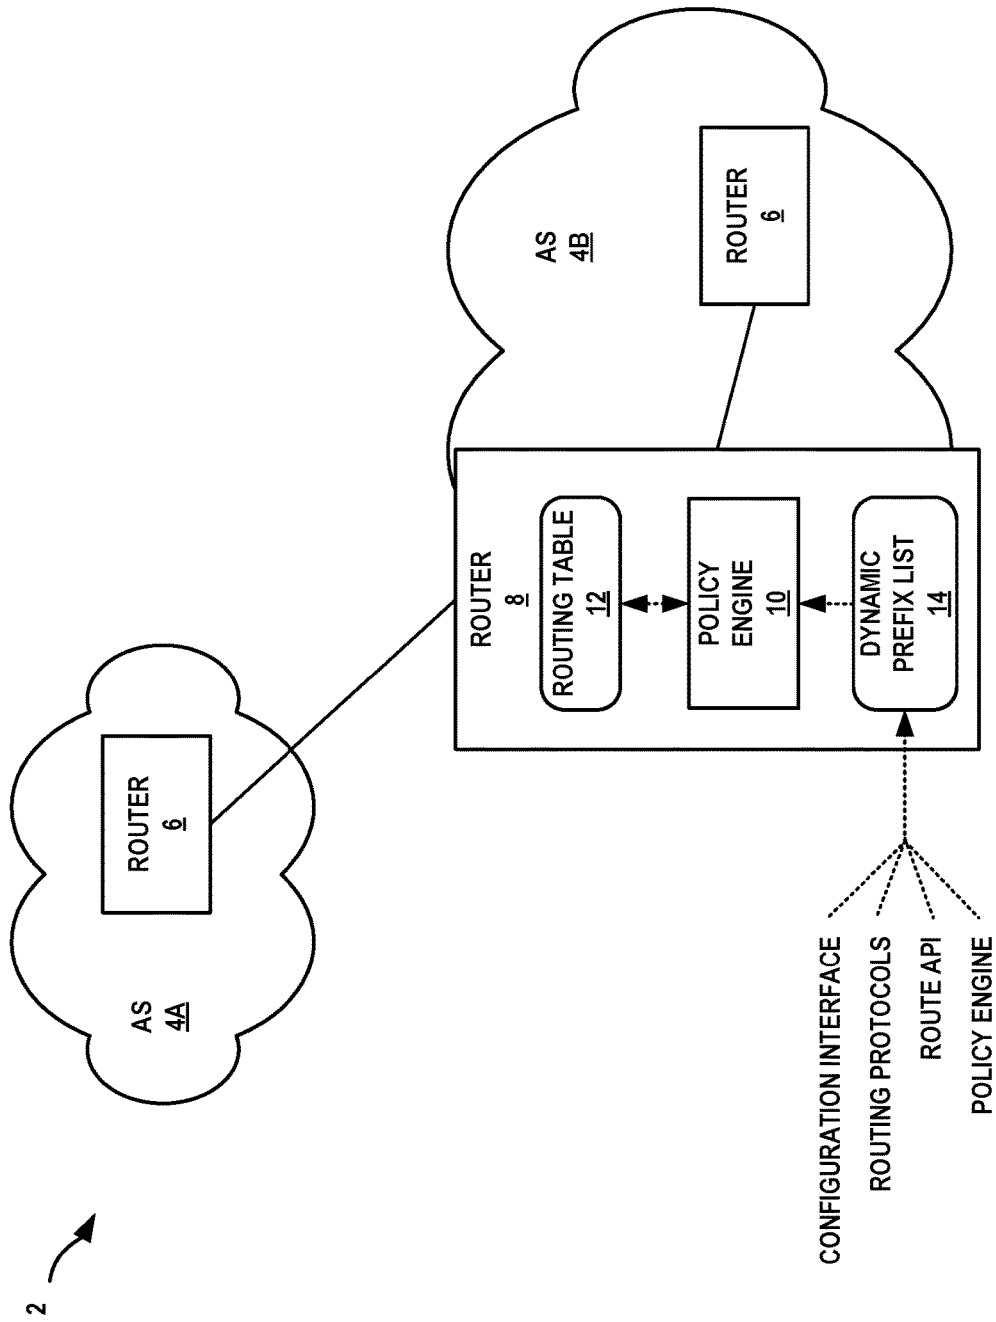 2
AS
4A
ROUTER
6
AS
4B
ROUTER
6
ROUTER
8
ROUTING TABLE
12
POLICY
ENGINE
10
DYNAMIC
PREFIX LIST
14
CONFIGURATION INTERFACE
ROUTING PROTOCOLS
ROUTE API
POLICY ENGINE